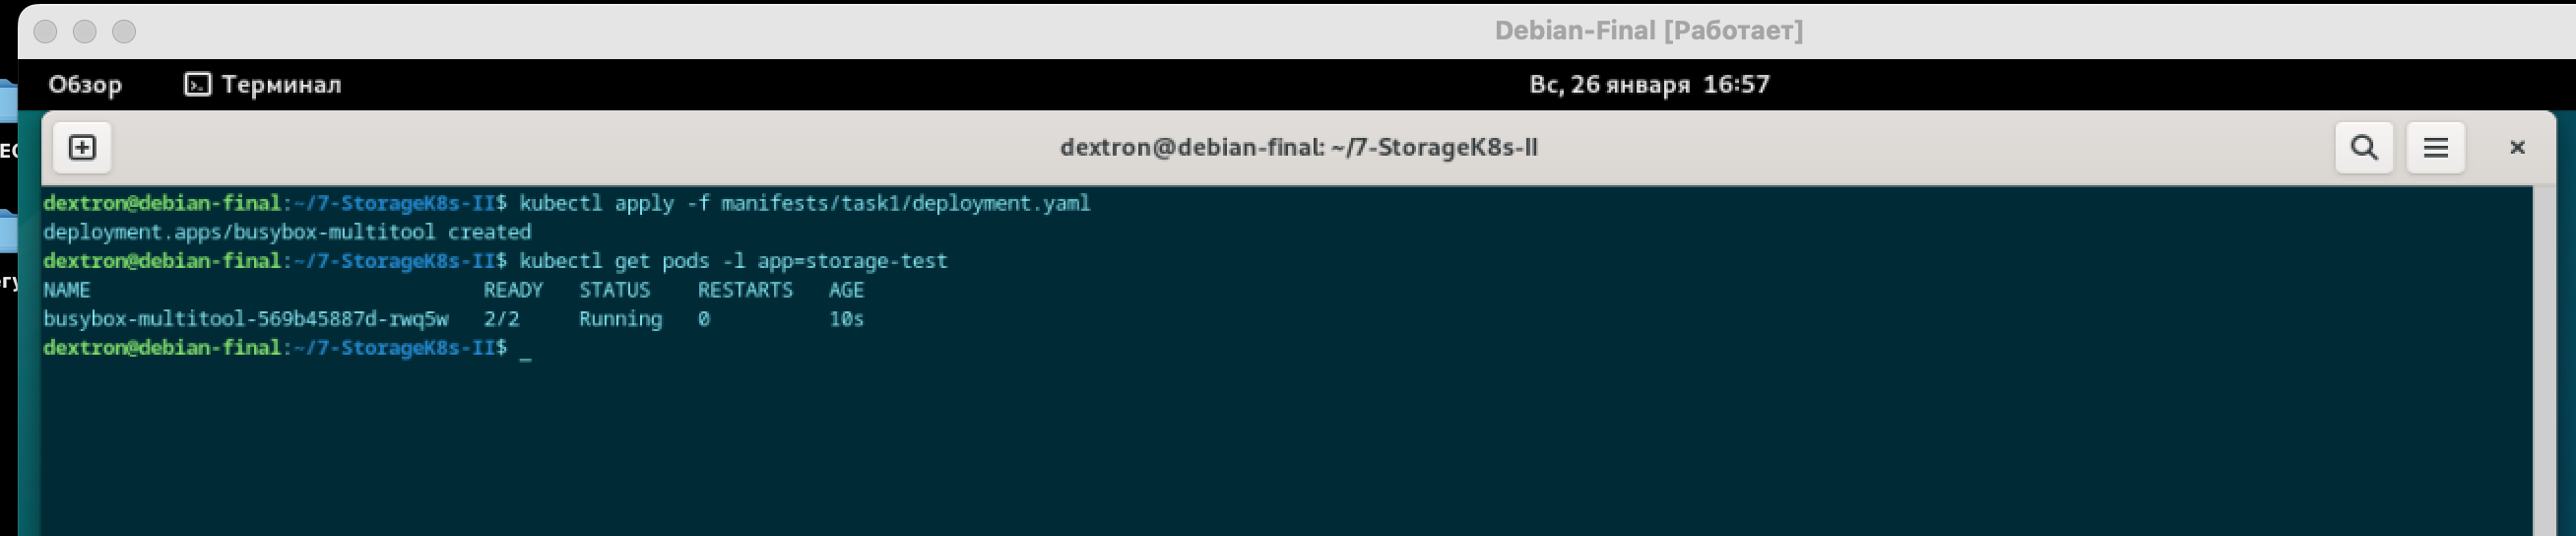 Debian-Final [Работает]
Обзор Терминал Вс, 26 января 16:57
dextron@debian-final: ~/7-StorageK8s-II
dextron@debian-final:~/7-StorageK8s-II$ kubectl apply -f manifests/task1/deployment.yaml
deployment.apps/busybox-multitool created
dextron@debian-final:~/7-StorageK8s-II$ kubectl get pods -l app=storage-test
NAME READY STATUS RESTARTS AGE
busybox-multitool-569b45887d-rwq5w 2/2 Running 0 10s
dextron@debian-final:~/7-StorageK8s-II$ _